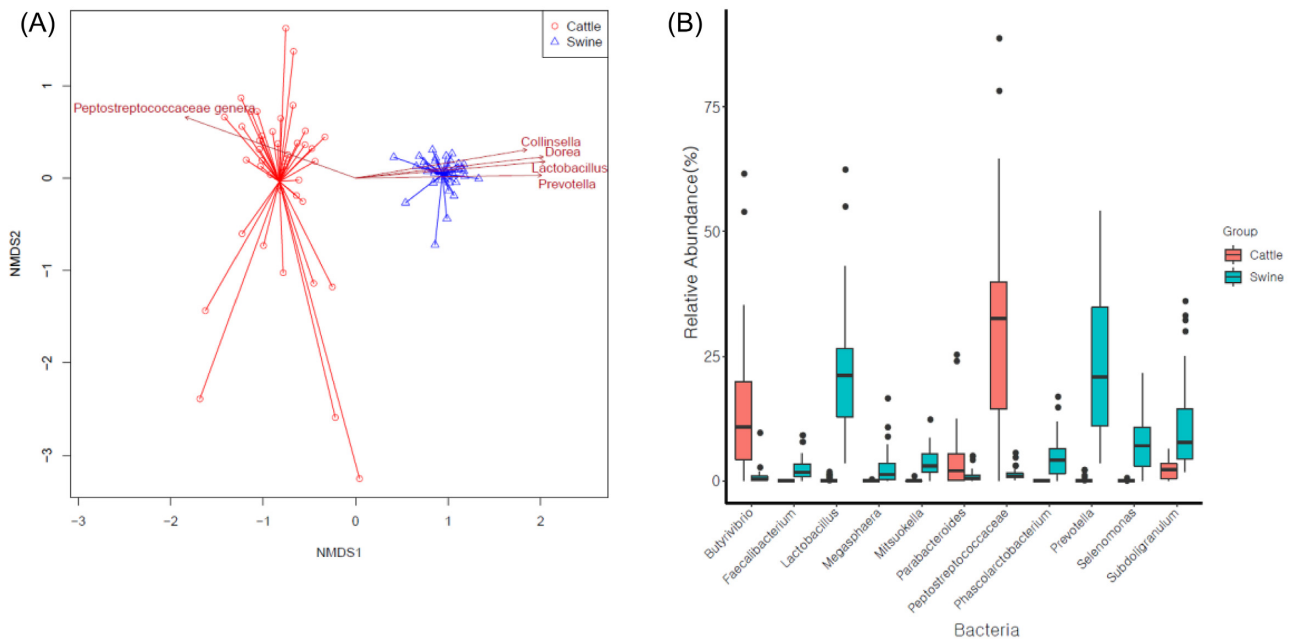 (A)
Cattle
Swine
Peptostreptococcaceae genera
Collinsella
Dorea
Lactobacillus
Prevotella
NMDS2
1
0
−1
−2
−3
−3
−2
−1
0
1
2
NMDS1
(B)
Relative Abundance(%)
75
50
25
0
Group
Cattle
Swine
Butyrivibrio
Faecalibacterium
Lactobacillus
Megasphaera
Mitsuokella
Parabacteroides
Peptostreptococcaceae
Phascolarctobacterium
Prevotella
Selenomonas
Subdoligranulum
Bacteria